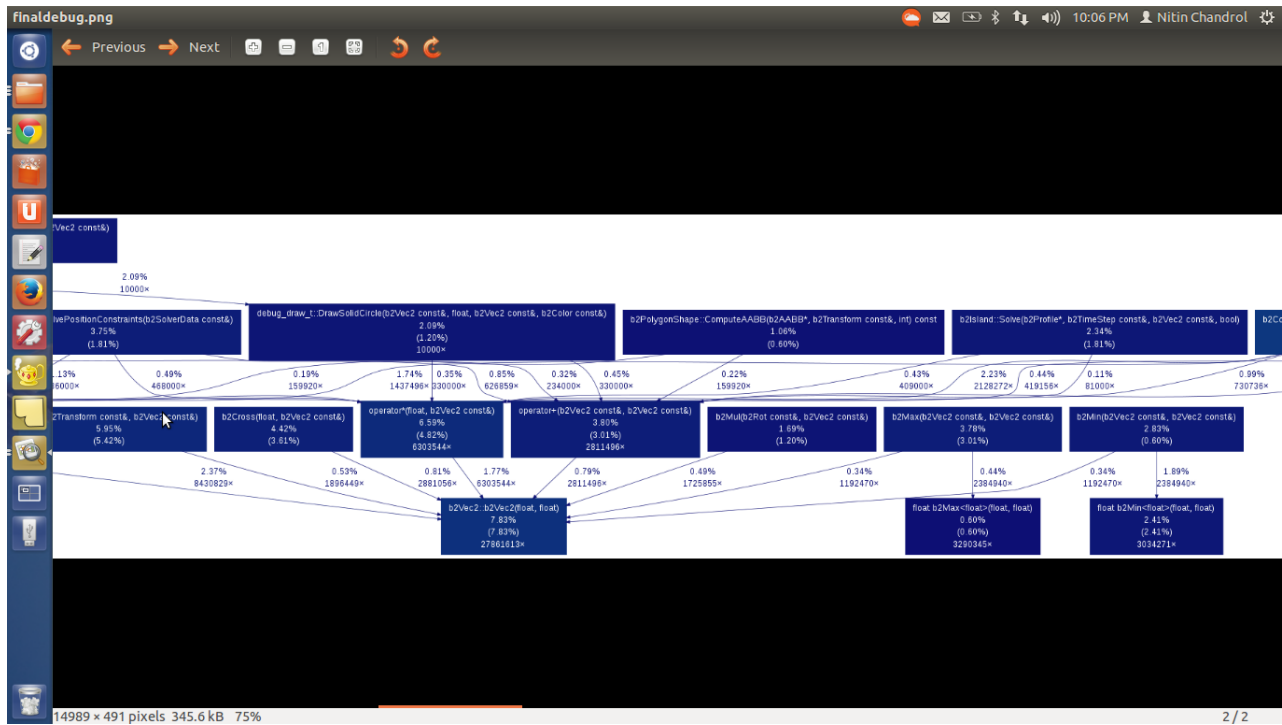 finaldebug.png
10:06 PM Nitin Chandrol
Previous Next
b2Vec2 const&)
2.09%
10000×
ivePositionConstraints(b2SolverData const&)
3.75%
(1.81%)
debug_draw_t::DrawSolidCircle(b2Vec2 const&, float, b2Vec2 const&, b2Color const&)
2.09%
(1.20%)
10000×
b2PolygonShape::ComputeAABB(b2AABB*, b2Transform const&, int) const
1.06%
(0.60%)
b2Island::Solve(b2Profile*, b2TimeStep const&, b2Vec2 const&, bool)
2.34%
(1.81%)
b2Co
.13% 0.49% 0.19% 1.74% 0.35% 0.85% 0.32% 0.45% 0.22% 0.43% 2.23% 0.44% 0.11% 0.99%
6000× 468000× 159920× 1437496× 330000× 626859× 234000× 330000× 159920× 409000× 2128272× 419156× 81000× 730736×
2Transform const&, b2Vec2 const&)
5.95%
(5.42%)
b2Cross(float, b2Vec2 const&)
4.42%
(3.61%)
operator*(float, b2Vec2 const&)
6.59%
(4.82%)
6303544×
operator+(b2Vec2 const&, b2Vec2 const&)
3.80%
(3.01%)
2811496×
b2Mul(b2Rot const&, b2Vec2 const&)
1.69%
(1.20%)
b2Max(b2Vec2 const&, b2Vec2 const&)
3.78%
(3.01%)
b2Min(b2Vec2 const&, b2Vec2 const&)
2.83%
(0.60%)
2.37% 0.53% 0.81% 1.77% 0.79% 0.49% 0.34% 0.44% 0.34% 1.89%
8430829× 1896449× 2881056× 6303544× 2811496× 1725855× 1192470× 2384940× 1192470× 2384940×
b2Vec2::b2Vec2(float, float)
7.83%
(7.83%)
27861613×
float b2Max<float>(float, float)
0.60%
(0.60%)
3290345×
float b2Min<float>(float, float)
2.41%
(2.41%)
3034271×
14989 × 491 pixels 345.6 kB 75%
2 / 2